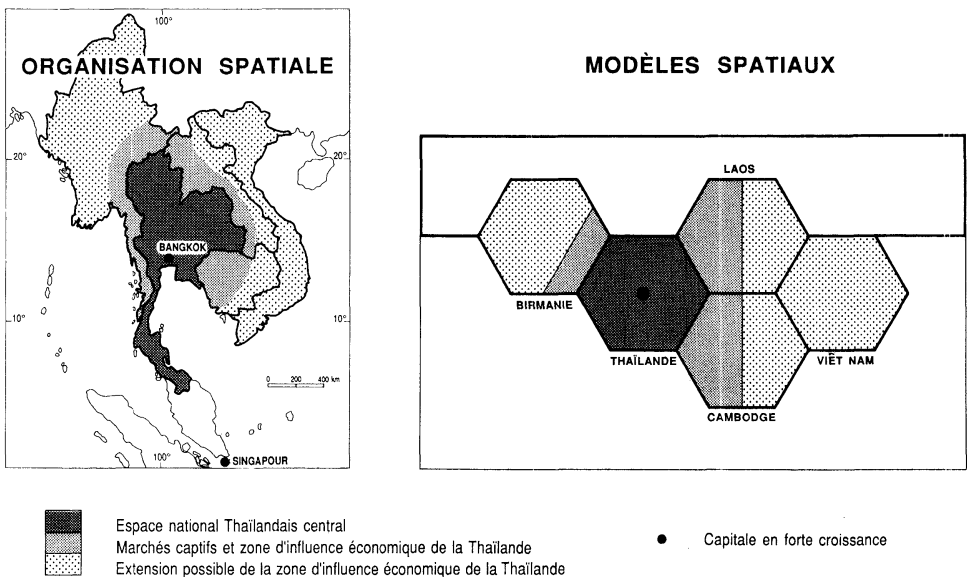 ORGANISATION SPATIALE
100°
20°
20°
BANGKOK
10°
10°
0 200 400 km
100°
SINGAPOUR
MODÈLES SPATIAUX
LAOS
BIRMANIE
THAÏLANDE
VIÊT NAM
CAMBODGE
Espace national Thaïlandais central
Marchés captifs et zone d'influence économique de la Thaïlande
Extension possible de la zone d'influence économique de la Thaïlande
Capitale en forte croissance